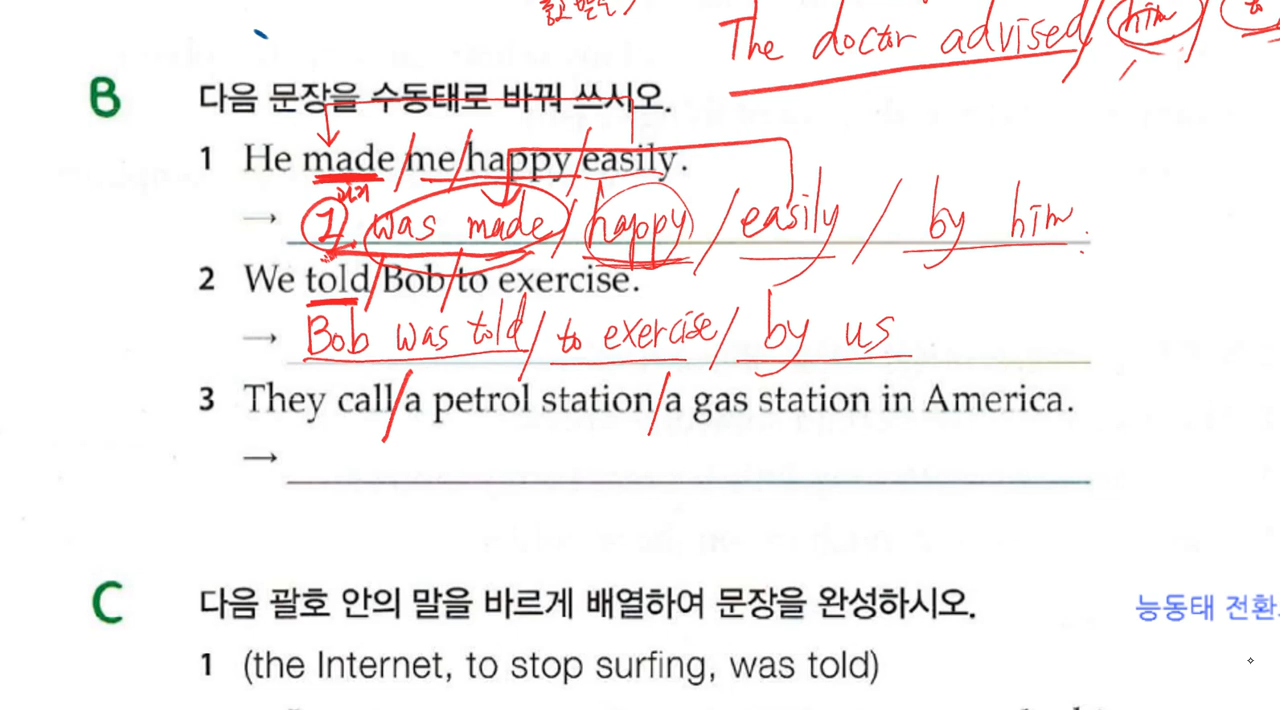 The doctor advised / him / to
B 다음 문장을 수동태로 바꿔 쓰시오.
1 He made / me / happy / easily.
과거
→ I was made / happy / easily / by him.
2 We told / Bob / to exercise.
→ Bob was told / to exercise / by us
3 They call / a petrol station / a gas station in America.
→
C 다음 괄호 안의 말을 바르게 배열하여 문장을 완성하시오.
능동태 전환
1 (the Internet, to stop surfing, was told)